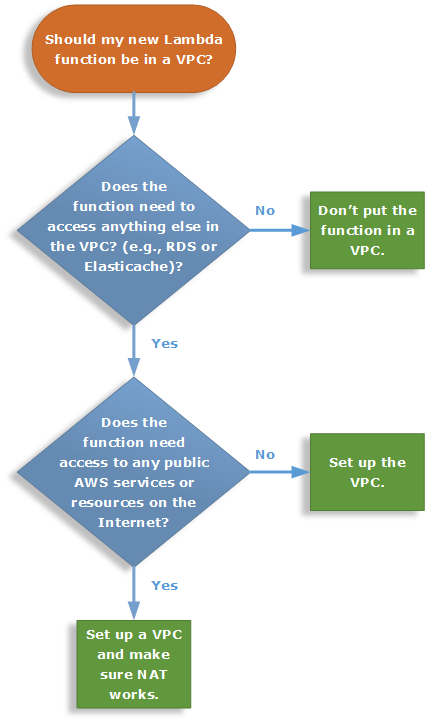 Should my new Lambda
function be in a VPC?
Does the
function need to
access anything else in
the VPC? (e.g., RDS or
Elasticache)?
No
Don’t put the
function in a
VPC.
Yes
Does the
function need
access to any public
AWS services or
resources on the
Internet?
No
Set up the
VPC.
Yes
Set up a VPC
and make
sure NAT
works.